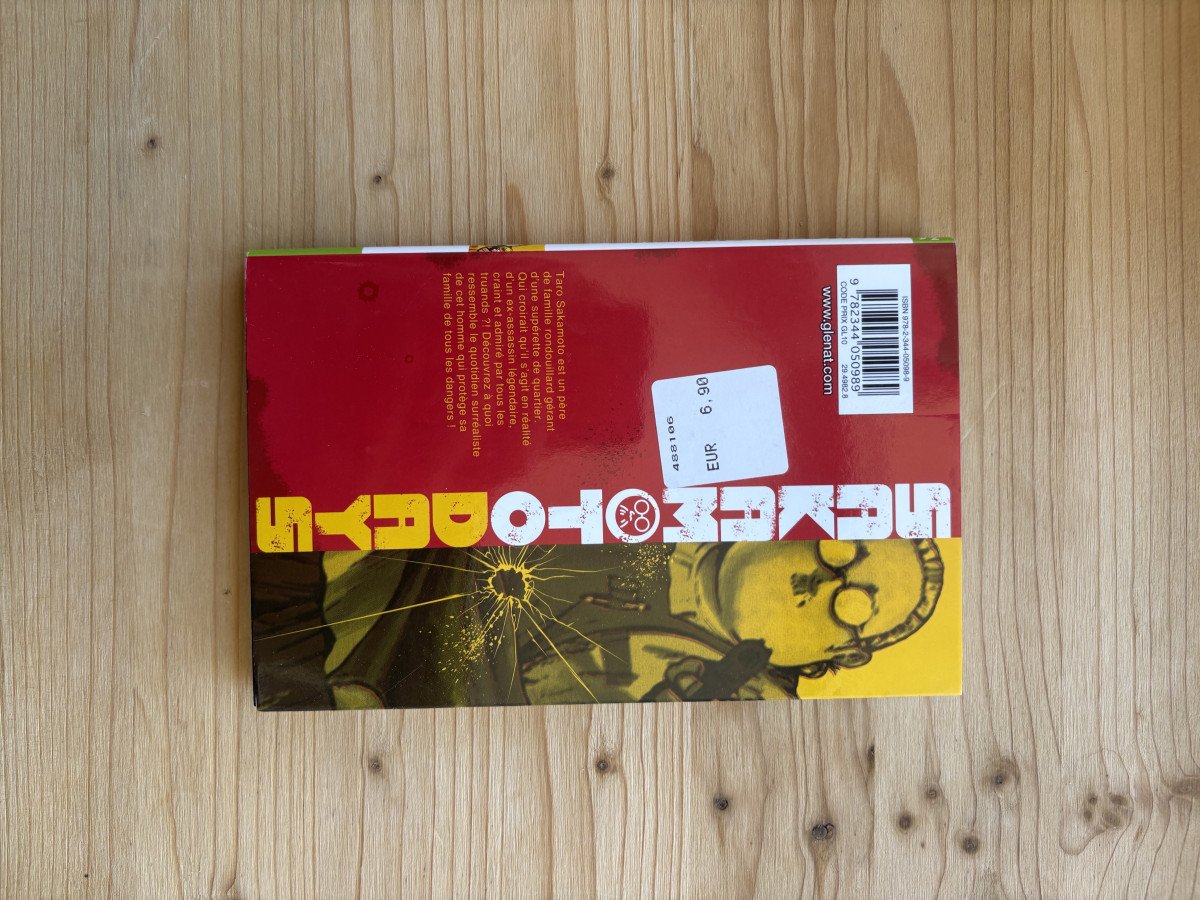 ISBN 978-2-344-05098-9
9 782344 050989
CODE PRIX GL10
29.4982.8
www.glenat.com
488106
EUR 6,90
SAKAMOTO DAYS
Taro Sakamoto est un père
de famille rondouillard gérant
d'une supérette de quartier.
Qui croirait qu'il s'agit en réalité
d'un ex-assassin légendaire,
craint et admiré par tous les
truands ?! Découvrez à quoi
ressemble le quotidien surréaliste
de cet homme qui protège sa
famille de tous les dangers !